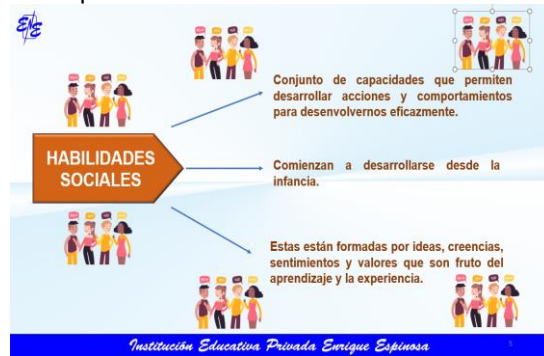 ENE
Conjunto de capacidades que permiten
desarrollar acciones y comportamientos
para desenvolvernos eficazmente.
HABILIDADES
SOCIALES
Comienzan a desarrollarse desde la
infancia.
Estas están formadas por ideas, creencias,
sentimientos y valores que son fruto del
aprendizaje y la experiencia.
Institución Educativa Privada Enrique Espinosa
5